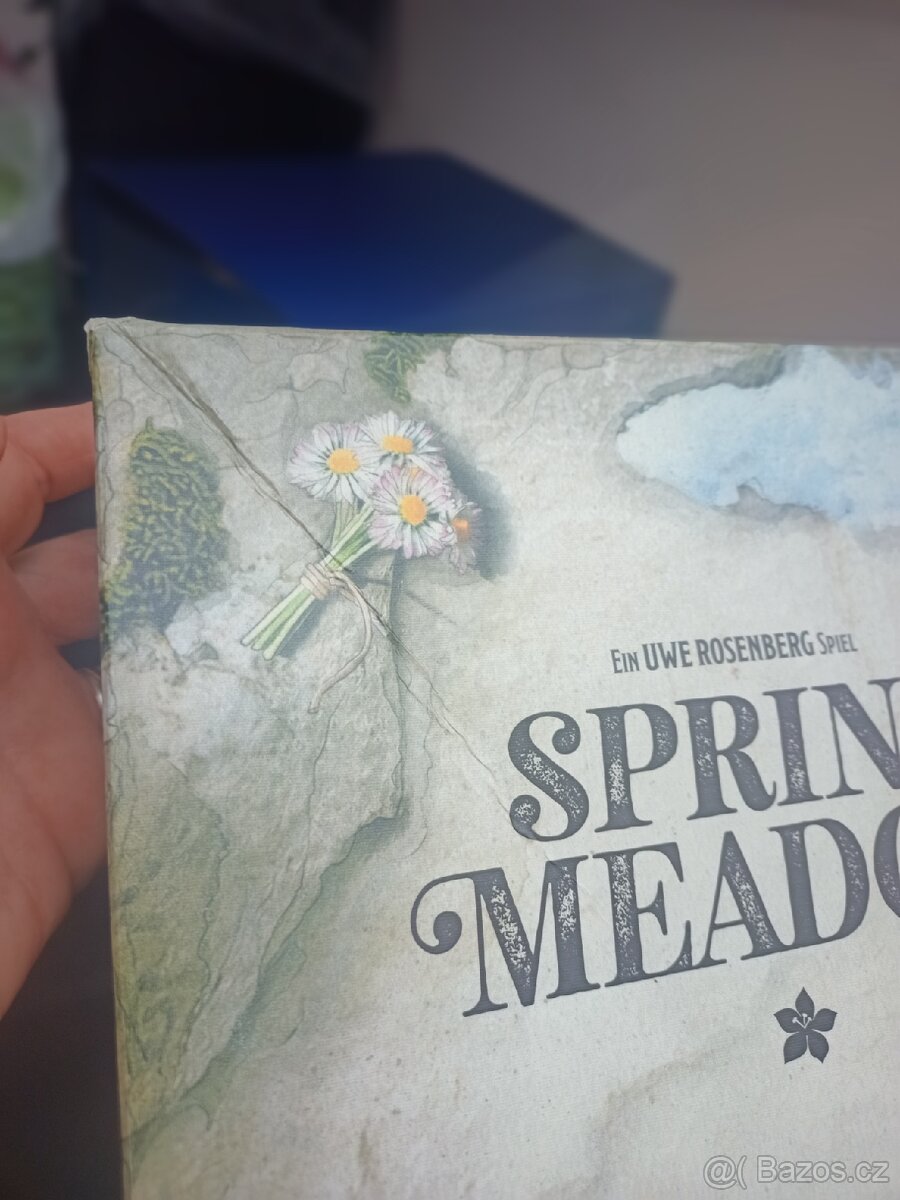 EIN UWE ROSENBERG SPIEL
SPRIN
MEADO
@( Bazos.cz